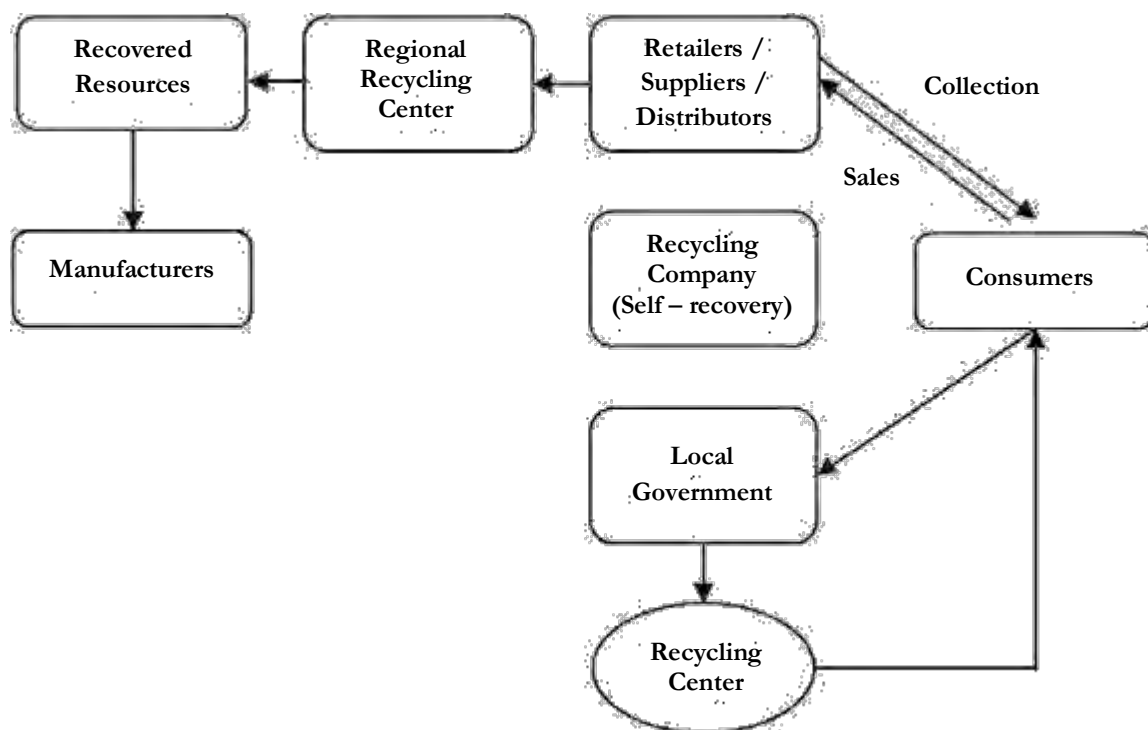 Recovered
Resources
Regional
Recycling
Center
Retailers /
Suppliers /
Distributors
Collection
Sales
Manufacturers
Recycling
Company
(Self – recovery)
Consumers
Local
Government
Recycling
Center